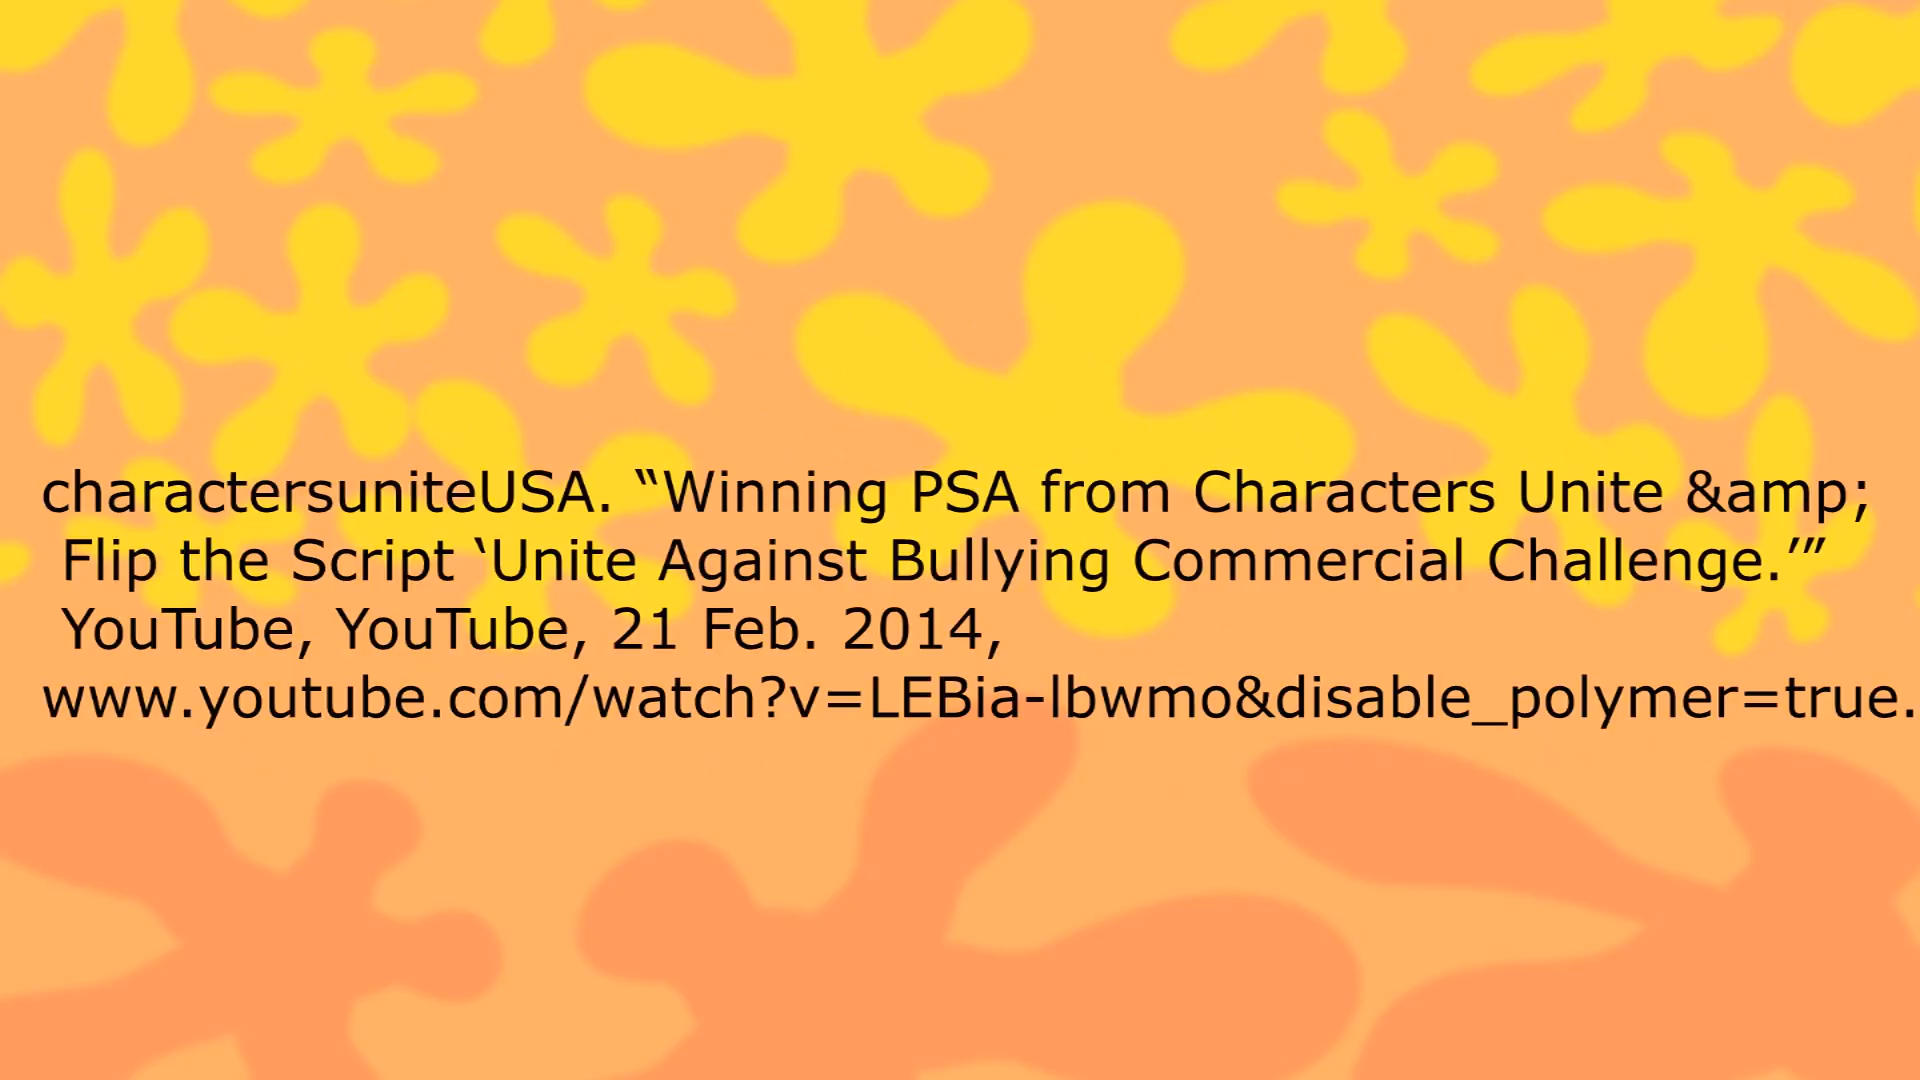 charactersuniteUSA. “Winning PSA from Characters Unite &amp;
Flip the Script ‘Unite Against Bullying Commercial Challenge.’”
YouTube, YouTube, 21 Feb. 2014,
www.youtube.com/watch?v=LEBia-lbwmo&disable_polymer=true.